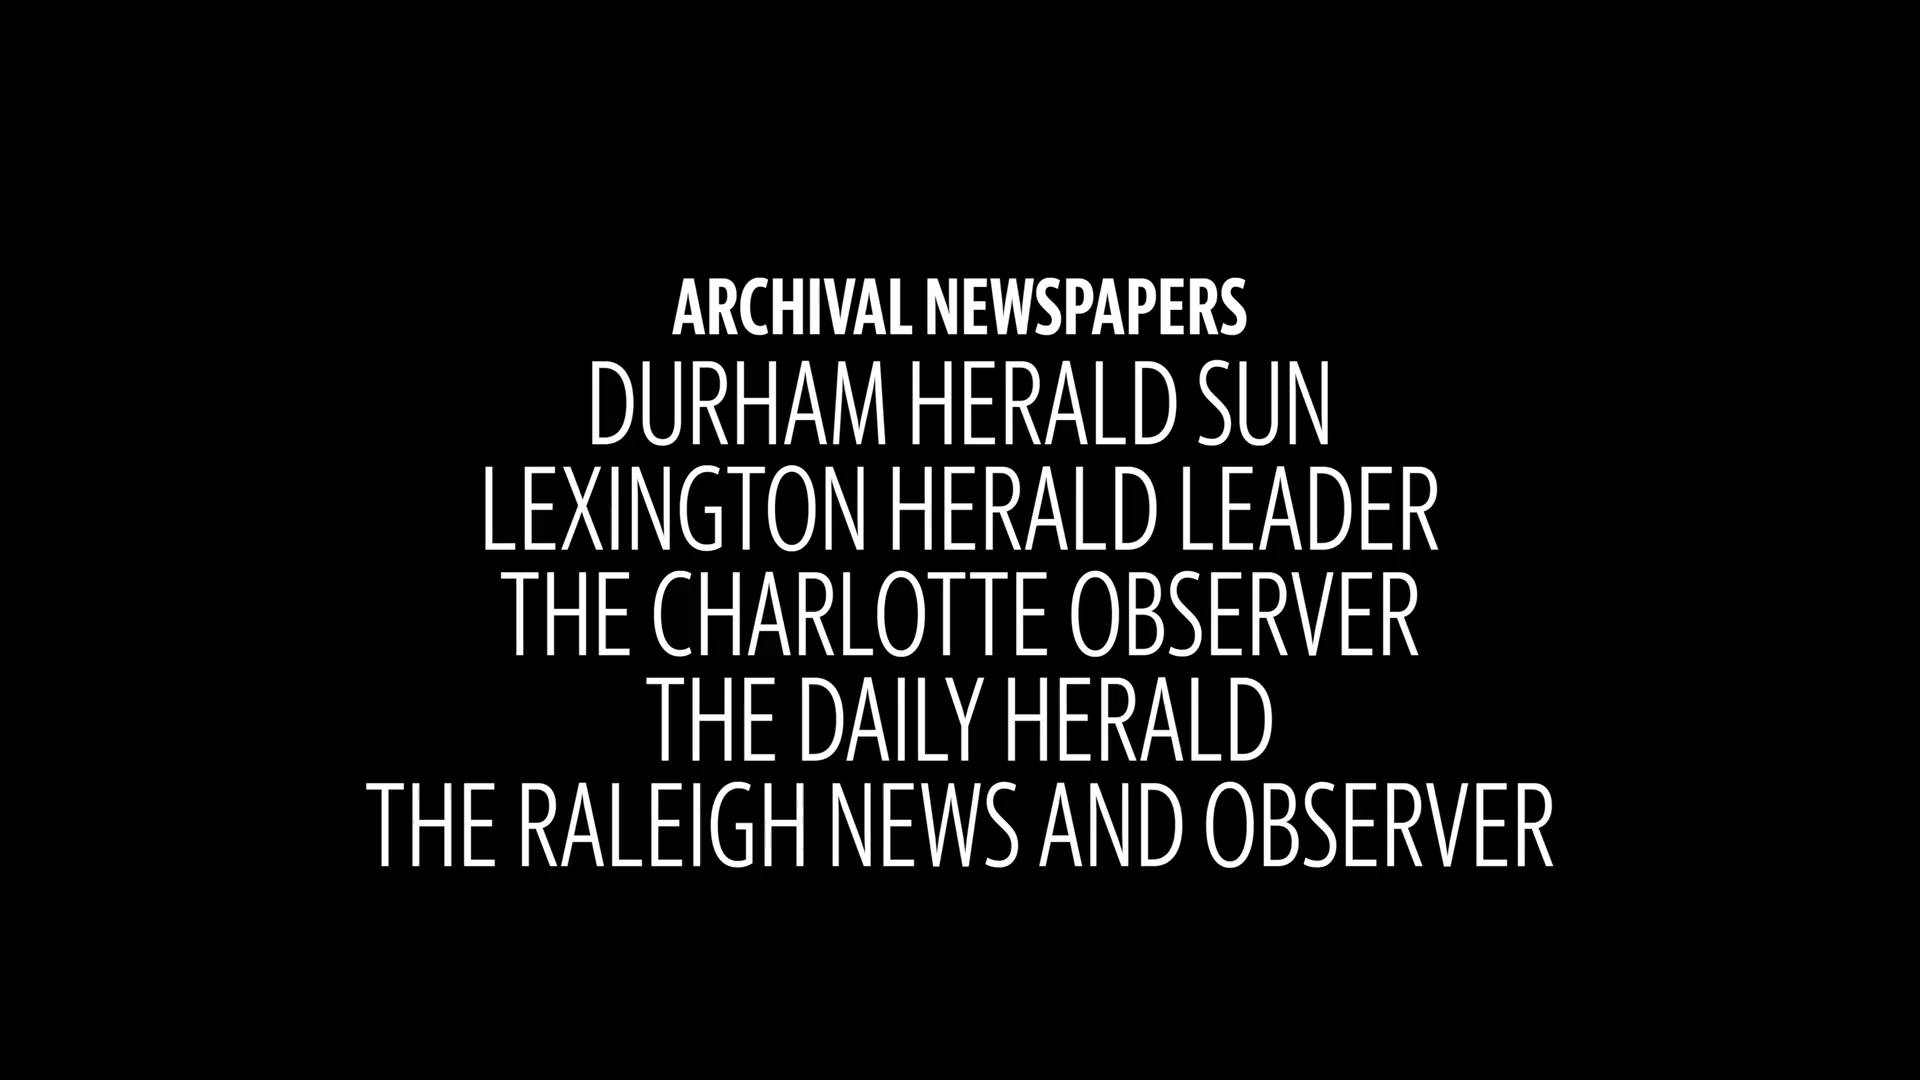 ARCHIVAL NEWSPAPERS
DURHAM HERALD SUN
LEXINGTON HERALD LEADER
THE CHARLOTTE OBSERVER
THE DAILY HERALD
THE RALEIGH NEWS AND OBSERVER